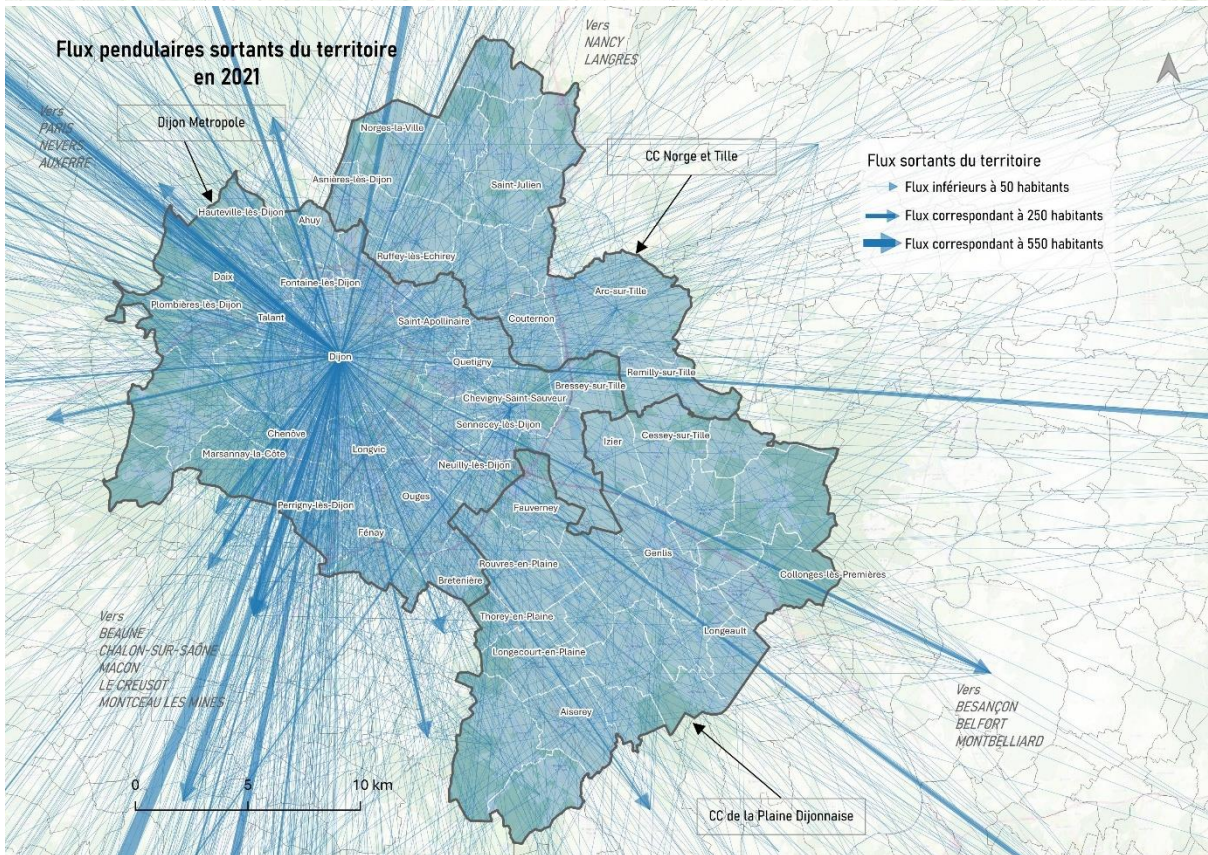 Flux pendulaires sortants du territoire
en 2021
Vers
NANCY
LANGRES
Vers
PARIS
NEVERS
AUXERRE
Dijon Metropole
CC Norge et Tille
Flux sortants du territoire
Flux inférieurs à 50 habitants
Flux correspondant à 250 habitants
Flux correspondant à 550 habitants
Norges-la-Ville
Asnières-lès-Dijon
Saint-Julien
Hauteville-lès-Dijon
Ahuy
Ruffey-lès-Echirey
Daix
Fontaine-lès-Dijon
Arc-sur-Tille
Plombières-lès-Dijon
Talant
Saint-Apollinaire
Couternon
Dijon
Quetigny
Remilly-sur-Tille
Bressey-sur-Tille
Chevigny-Saint-Sauveur
Sennecey-lès-Dijon
Chenôve
Marsannay-la-Côte
Longvic
Izier
Cessey-sur-Tille
Neuilly-lès-Dijon
Ouges
Perrigny-lès-Dijon
Fauverney
Fénay
Genlis
Rouvres-en-Plaine
Bretenière
Collonges-lès-Premières
Thorey-en-Plaine
Longeault
Longecourt-en-Plaine
Aiserey
Vers
BEAUNE
CHALON-SUR-SAÔNE
MACON
LE CREUSOT
MONTCEAU LES MINES
Vers
BESANÇON
BELFORT
MONTBELLIARD
0 5 10 km
CC de la Plaine Dijonnaise